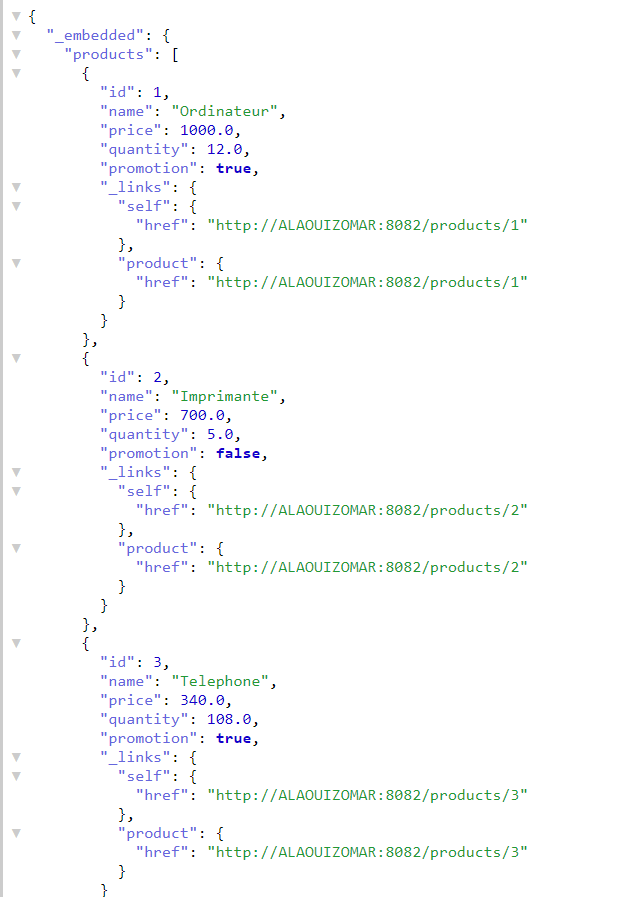 {
"_embedded": {
"products": [
{
"id": 1,
"name": "Ordinateur",
"price": 1000.0,
"quantity": 12.0,
"promotion": true,
"_links": {
"self": {
"href": "http://ALAOUIZOMAR:8082/products/1"
},
"product": {
"href": "http://ALAOUIZOMAR:8082/products/1"
}
}
},
{
"id": 2,
"name": "Imprimante",
"price": 700.0,
"quantity": 5.0,
"promotion": false,
"_links": {
"self": {
"href": "http://ALAOUIZOMAR:8082/products/2"
},
"product": {
"href": "http://ALAOUIZOMAR:8082/products/2"
}
}
},
{
"id": 3,
"name": "Telephone",
"price": 340.0,
"quantity": 108.0,
"promotion": true,
"_links": {
"self": {
"href": "http://ALAOUIZOMAR:8082/products/3"
},
"product": {
"href": "http://ALAOUIZOMAR:8082/products/3"
}
}